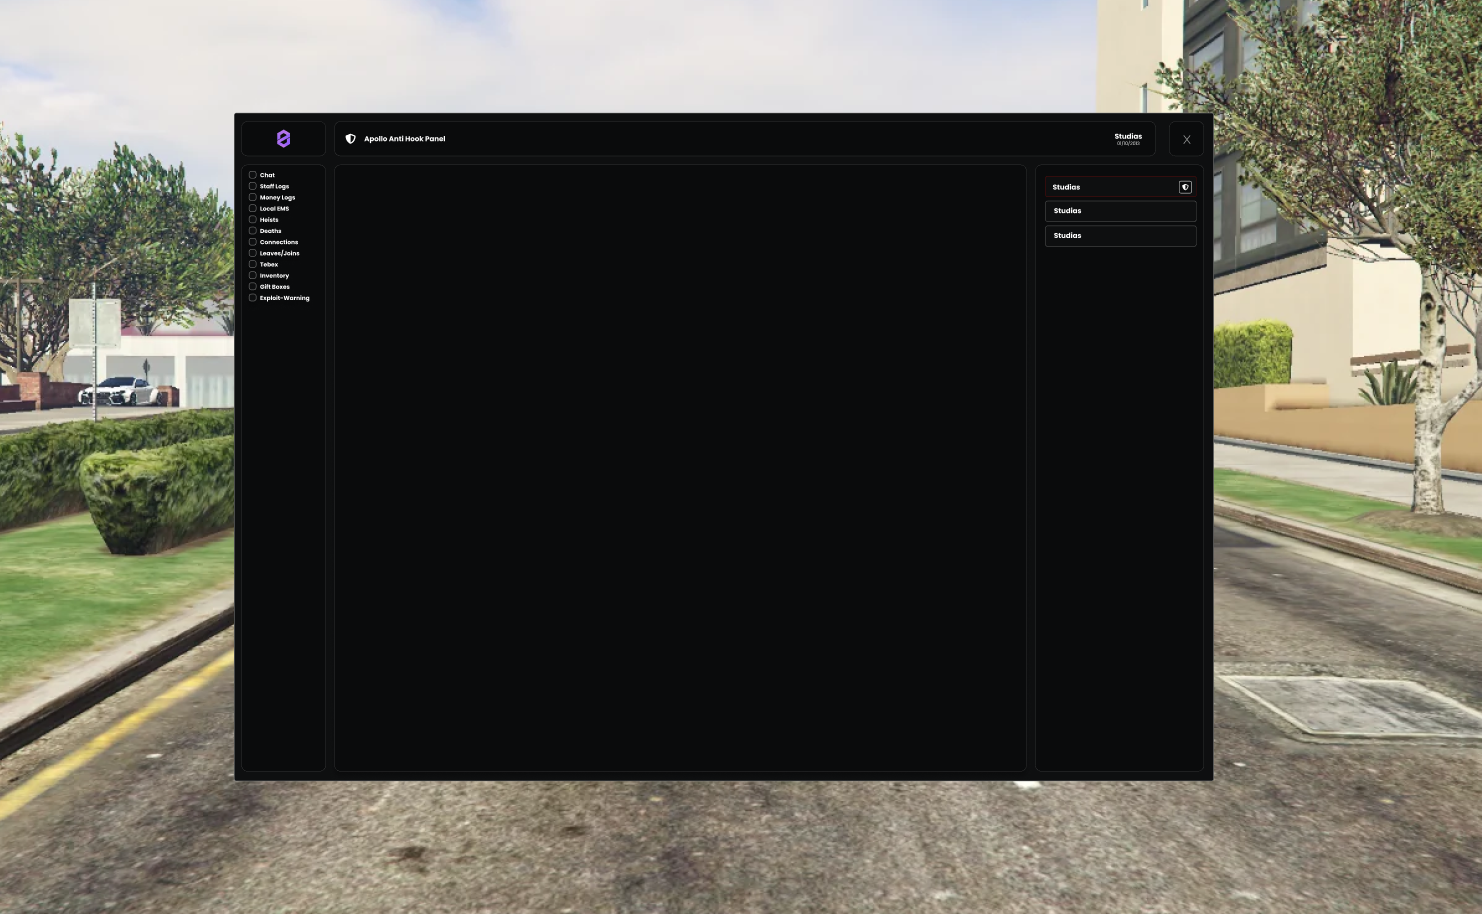 Apollo Anti Hook Panel
Studias
X
Chat
Staff Logs
Money Logs
Local EMS
Heists
Deaths
Connections
Leaves/Joins
Tebex
Inventory
Gift Boxes
Exploit-Warning
Studias
Studias
Studias